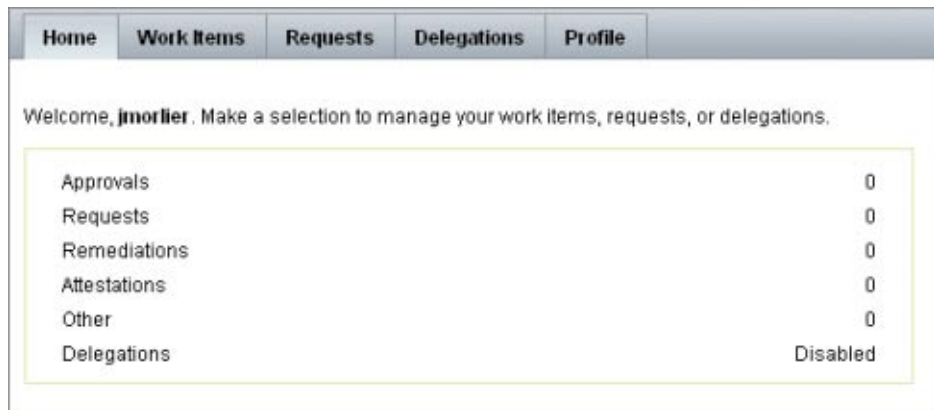 Home Work Items Requests Delegations Profile
Welcome, jmorlier. Make a selection to manage your work items, requests, or delegations.
Approvals 0
Requests 0
Remediations 0
Attestations 0
Other 0
Delegations Disabled